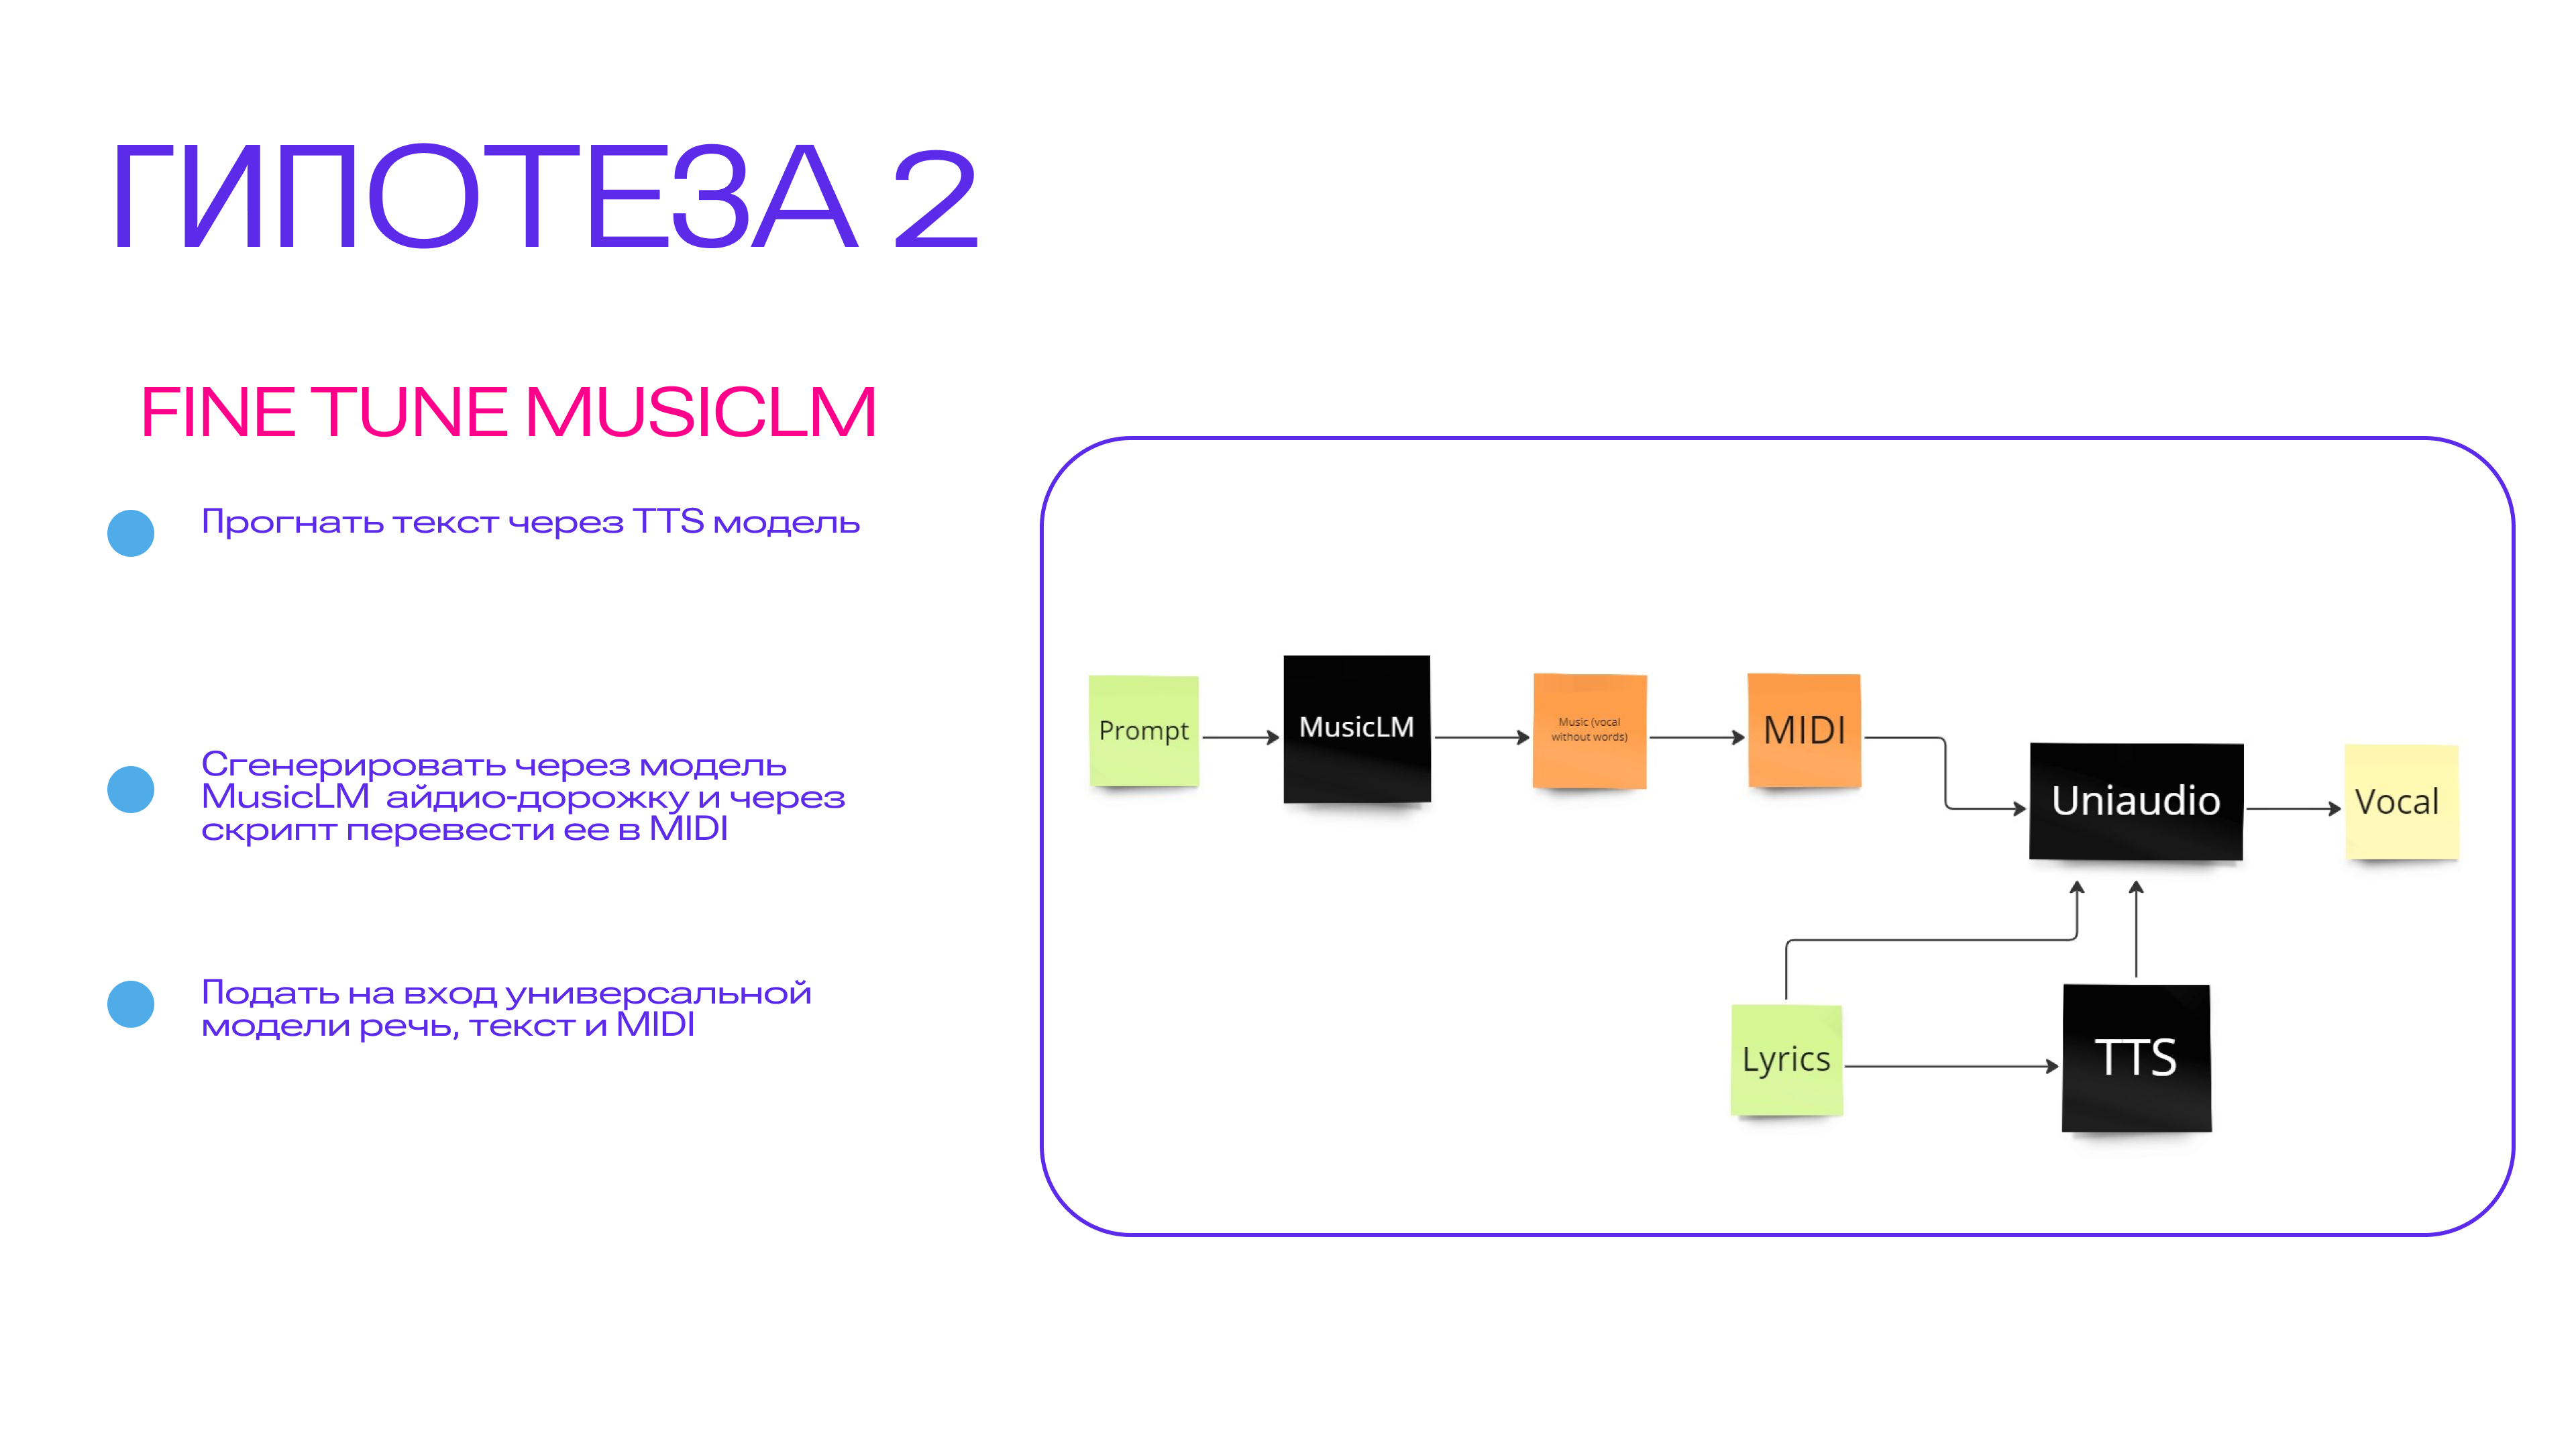 ГИПОТЕЗА 2
FINE TUNE MUSICLM
Прогнать текст через TTS модель
Сгенерировать через модель
MusicLM айдио-дорожку и через
скрипт перевести ее в MIDI
Подать на вход универсальной
модели речь, текст и MIDI
Prompt
MusicLM
Music (vocal
without words)
MIDI
Uniaudio
Vocal
Lyrics
TTS